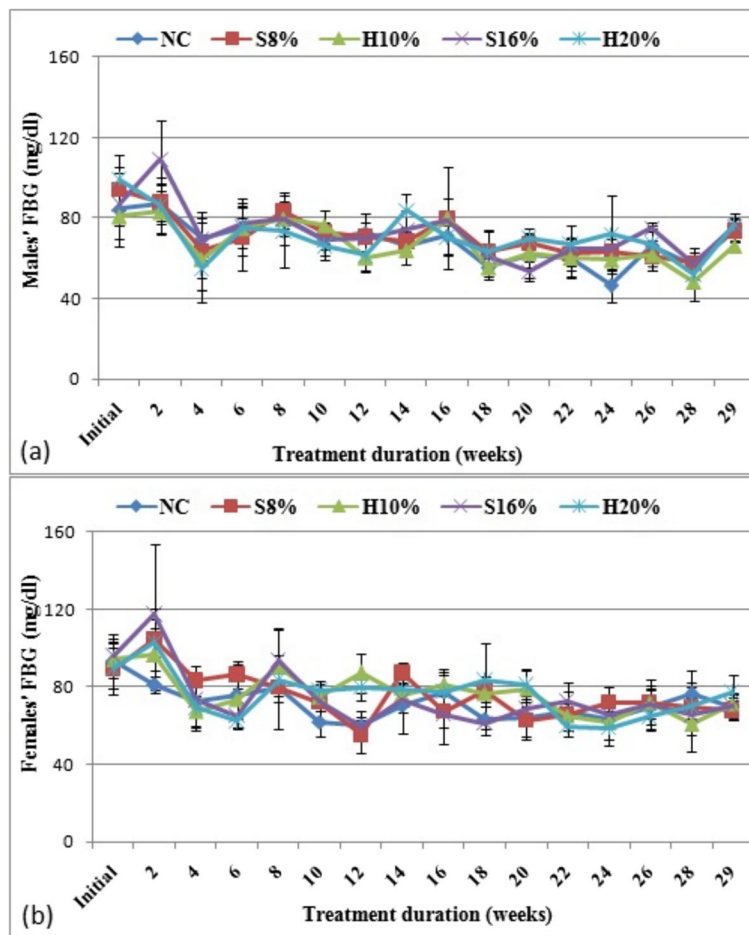 160
120
80
40
0
Males' FBG (mg/dl)
NC S8% H10% S16% H20%
Initial 2 4 6 8 10 12 14 16 18 20 22 24 26 28 29
Treatment duration (weeks)
(a)
160
120
80
40
0
Females' FBG (mg/dl)
NC S8% H10% S16% H20%
Initial 2 4 6 8 10 12 14 16 18 20 22 24 26 28 29
Treatment duration (weeks)
(b)